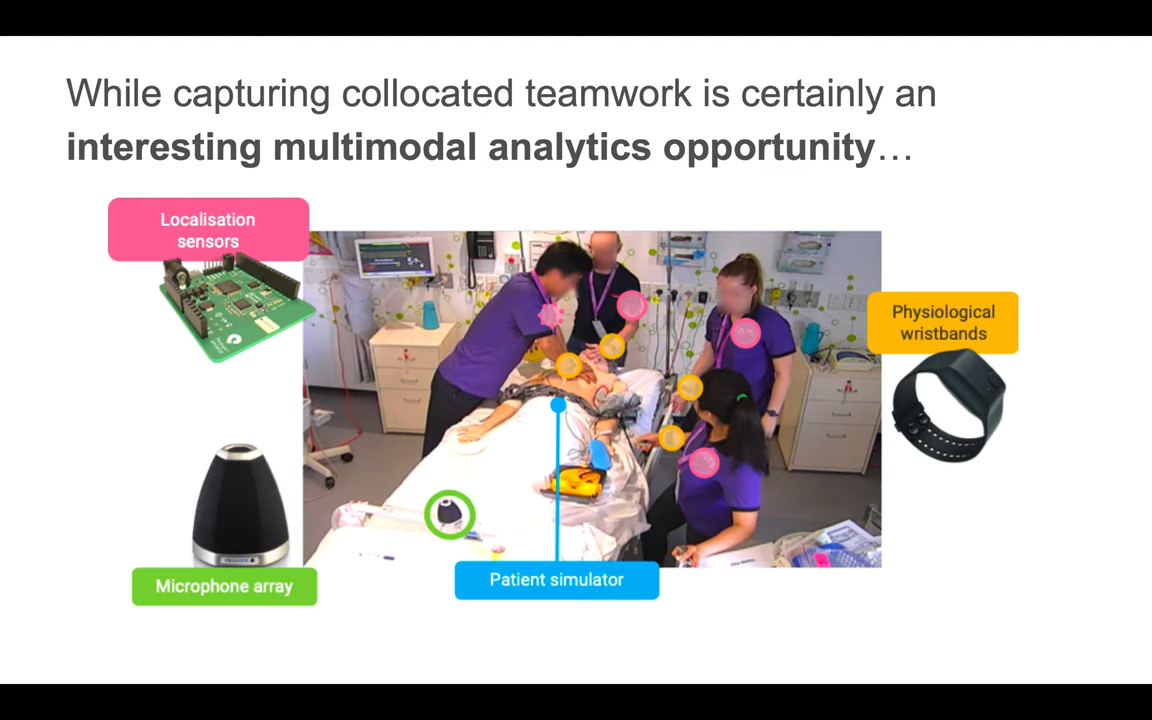 While capturing collocated teamwork is certainly an
interesting multimodal analytics opportunity…
Localisation
sensors
Physiological
wristbands
Microphone array
Patient simulator